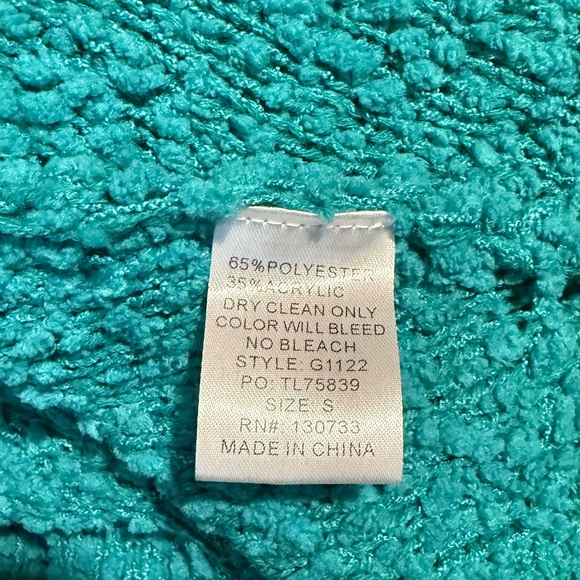 65%POLYESTER
35%ACRYLIC
DRY CLEAN ONLY
COLOR WILL BLEED
NO BLEACH
STYLE: G1122
PO: TL75839
SIZE: S
RN#: 130733
MADE IN CHINA